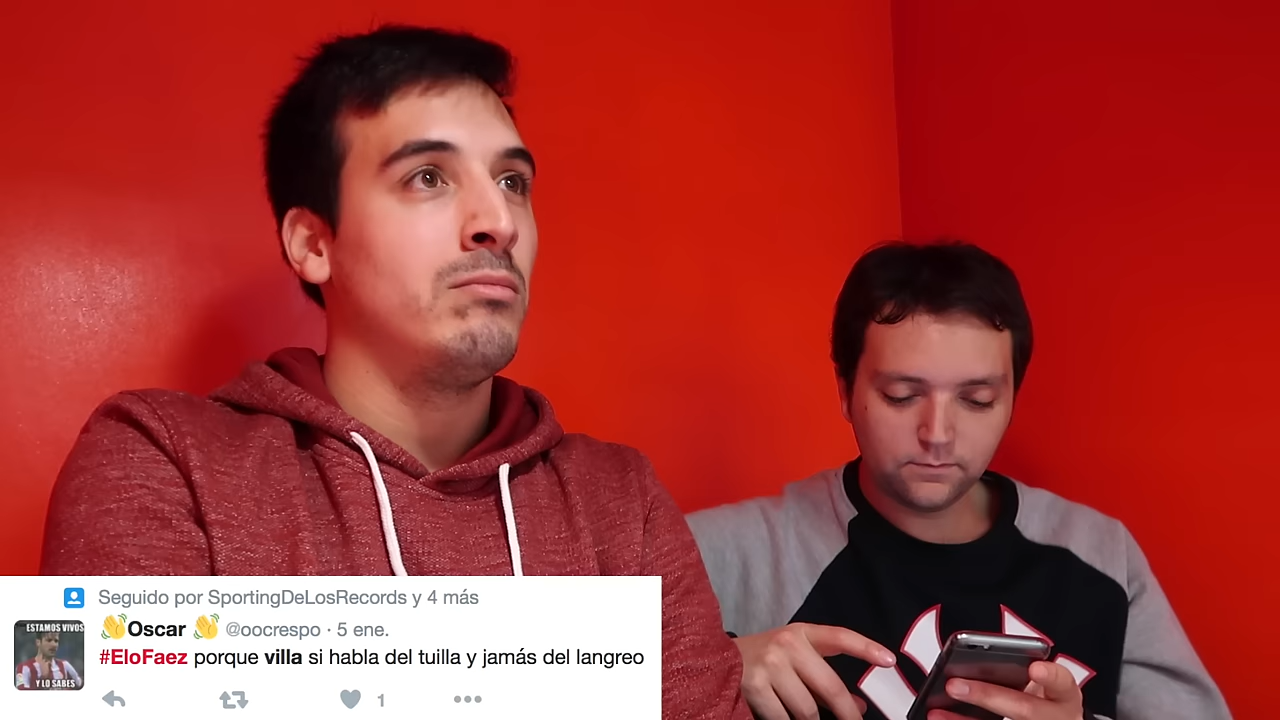 Seguido por SportingDeLosRecords y 4 más
👋Oscar 👋 @oocrespo · 5 ene.
#EloFaez porque villa si habla del tuilla y jamás del langreo
ESTAMOS VIVOS
Y LO SABES
1